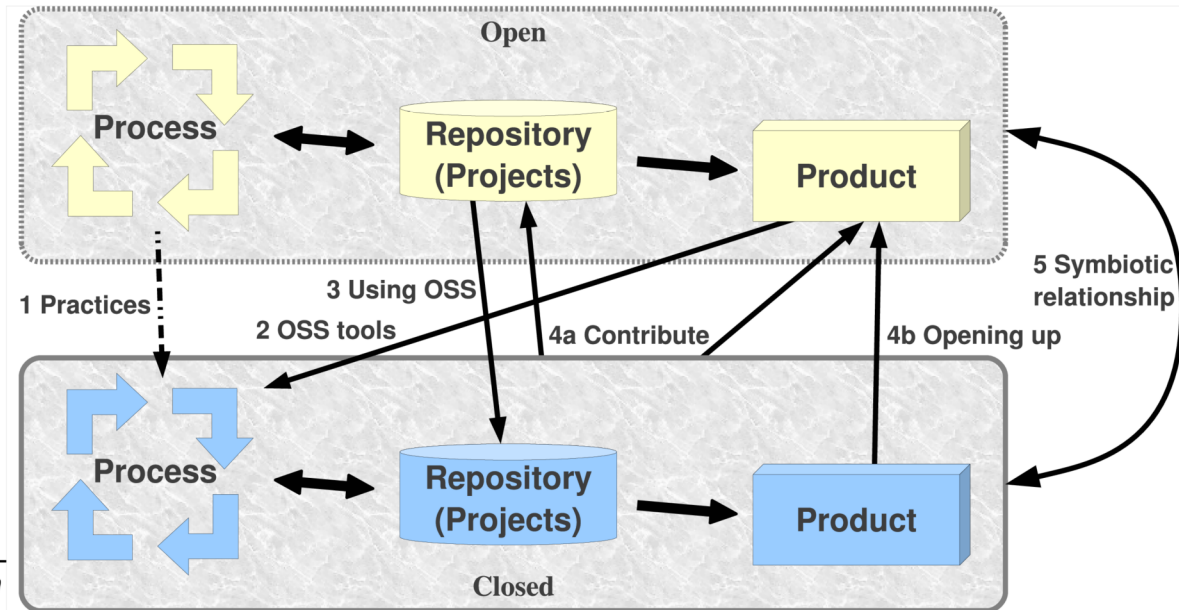 Open
Process
Repository
(Projects)
Product
1 Practices
3 Using OSS
2 OSS tools
4a Contribute
4b Opening up
5 Symbiotic
relationship
Process
Repository
(Projects)
Product
Closed